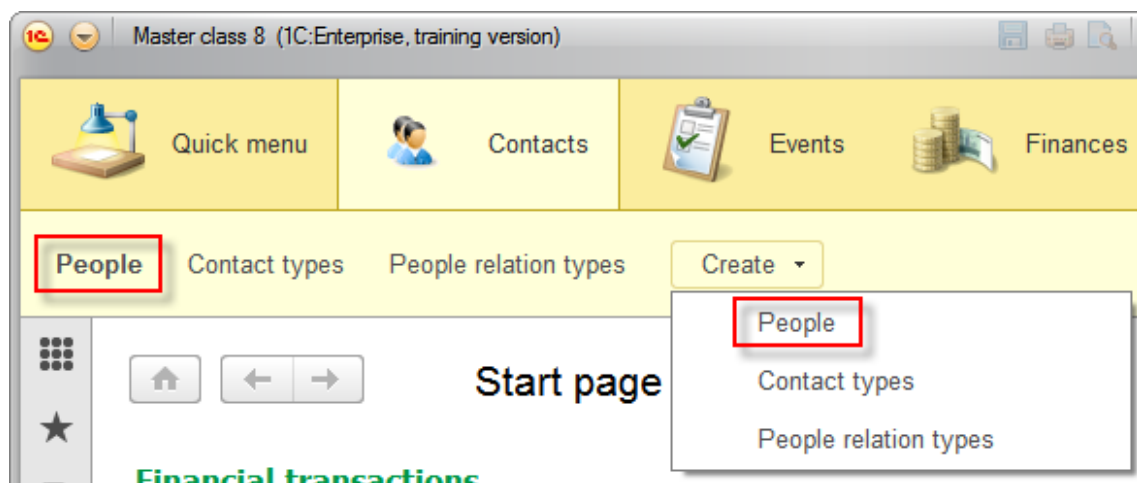 1C Master class 8 (1C:Enterprise, training version)
Quick menu Contacts Events Finances
People Contact types People relation types Create
People
Start page
Contact types
People relation types
Financial transactions